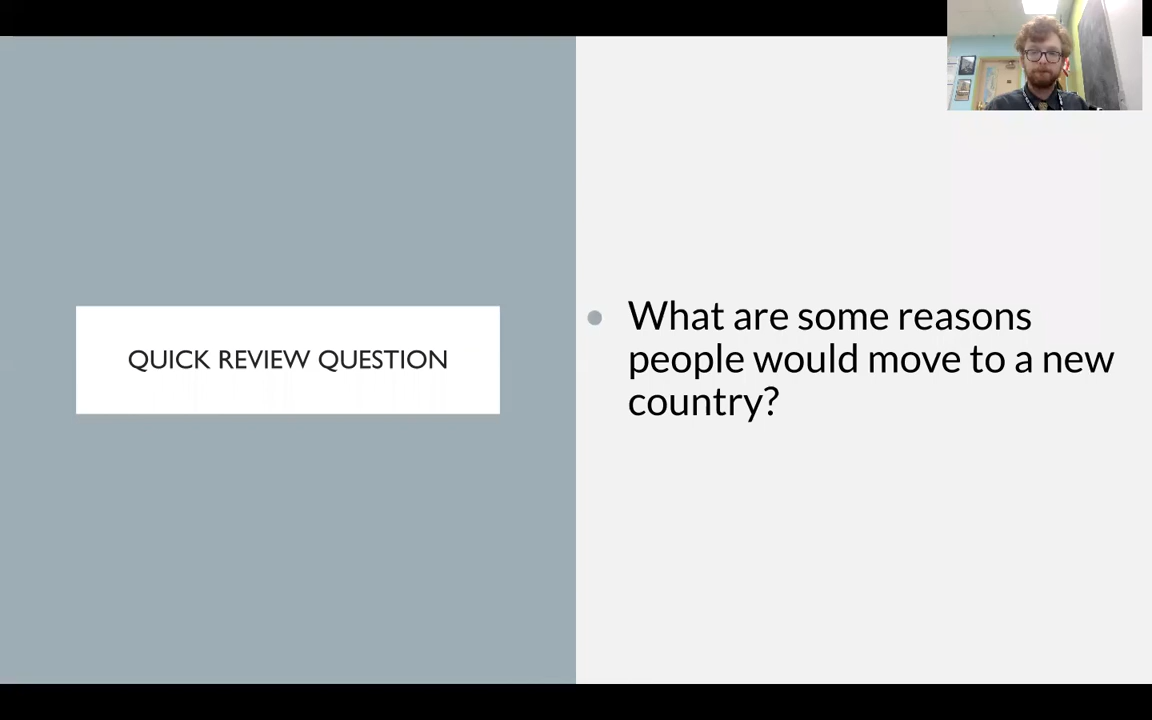 QUICK REVIEW QUESTION
What are some reasons
people would move to a new
country?